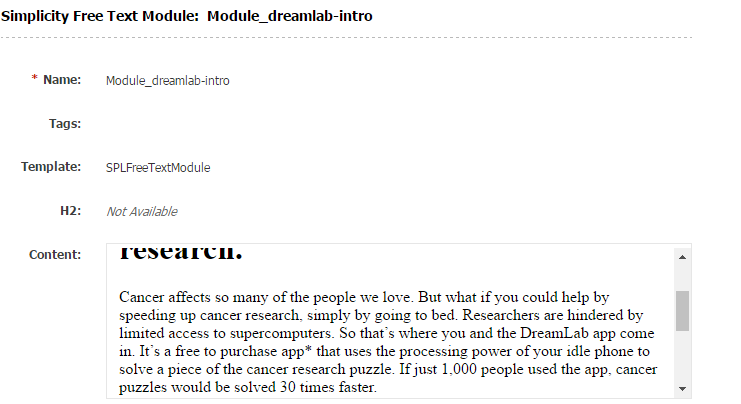 Simplicity Free Text Module: Module_dreamlab-intro
* Name: Module_dreamlab-intro
Tags:
Template: SPLFreeTextModule
H2: Not Available
Content: research.
Cancer affects so many of the people we love. But what if you could help by
speeding up cancer research, simply by going to bed. Researchers are hindered by
limited access to supercomputers. So that’s where you and the DreamLab app come
in. It’s a free to purchase app* that uses the processing power of your idle phone to
solve a piece of the cancer research puzzle. If just 1,000 people used the app, cancer
puzzles would be solved 30 times faster.